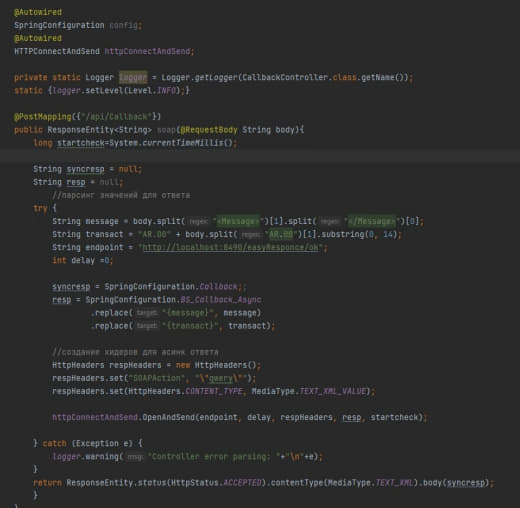 @Autowired
SpringConfiguration config;
@Autowired
HTTPConnectAndSend httpConnectAndSend;
private static Logger logger = Logger.getLogger(CallbackController.class.getName());
static {logger.setLevel(Level.INFO);}
@PostMapping({"/api/Callback"})
public ResponseEntity<String> soap(@RequestBody String body){
long startcheck=System.currentTimeMillis();
String syncresp = null;
String resp = null;
//парсинг значений для ответа
try {
String message = body.split( regex: "<Message>")[1].split( regex: "</Message>")[0];
String transact = "AR.00" + body.split( regex: "AR.00")[1].substring(0, 14);
String endpoint = "http://localhost:8490/easyResponce/ok";
int delay =0;
syncresp = SpringConfiguration.Callback;;
resp = SpringConfiguration.BS_Callback_Async
.replace( target: "{message}", message)
.replace( target: "{transact}", transact);
//создание хидеров для асинк ответа
HttpHeaders respHeaders = new HttpHeaders();
respHeaders.set("SOAPAction", "\"qwery\"");
respHeaders.set(HttpHeaders.CONTENT_TYPE, MediaType.TEXT_XML_VALUE);
httpConnectAndSend.OpenAndSend(endpoint, delay, respHeaders, resp, startcheck);
} catch (Exception e) {
logger.warning( msg: "Controller error parsing: "+"\n"+e);
}
return ResponseEntity.status(HttpStatus.ACCEPTED).contentType(MediaType.TEXT_XML).body(syncresp);
}